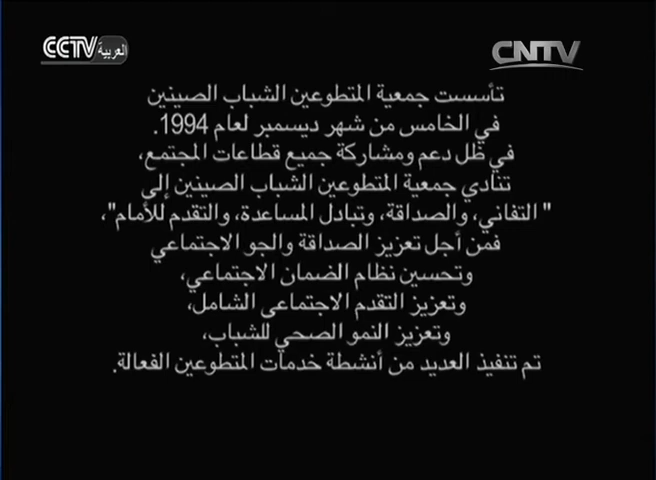 CCTV العربية
CNTV
تأسست جمعية المتطوعين الشباب الصينين
في الخامس من شهر ديسمبر لعام 1994.
في ظل دعم ومشاركة جميع قطاعات المجتمع،
تنادي جمعية المتطوعين الشباب الصينين إلى
" التفاني، والصداقة، وتبادل المساعدة، والتقدم للأمام"،
فمن أجل تعزيز الصداقة والجو الاجتماعي
وتحسين نظام الضمان الاجتماعي،
وتعزيز التقدم الاجتماعى الشامل،
وتعزيز النمو الصحي للشباب،
تم تنفيذ العديد من أنشطة خدمات المتطوعين الفعالة.